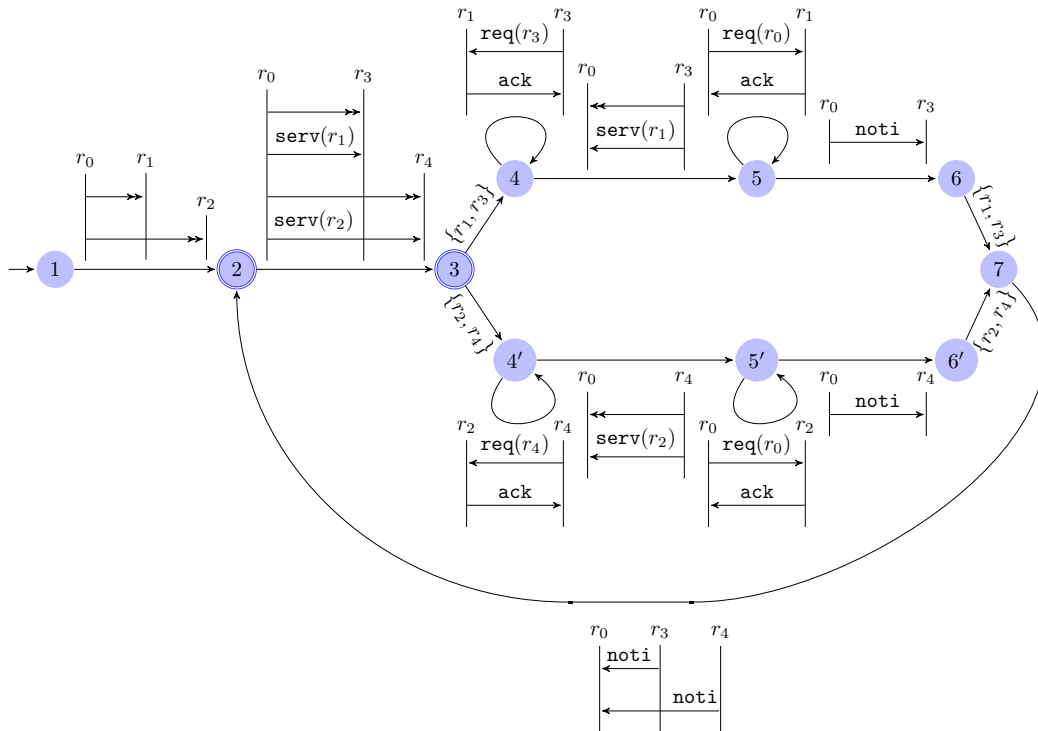 r1 r3 r0 r1
req(r3) req(r0)
r0 r3 r0 r3
ack ack
r0 r3
serv(r1) serv(r1) noti
r0 r1
r4
r2
serv(r2)
4 5 6
{r1, r3} {r1, r3}
1 2 3 7
{r2, r4} {r2, r4}
4′ 5′ 6′
r0 r4 r0 r4
noti
r2 r4 r0 r2
req(r4) serv(r2) req(r0)
ack ack
r0 r3 r4
noti
noti